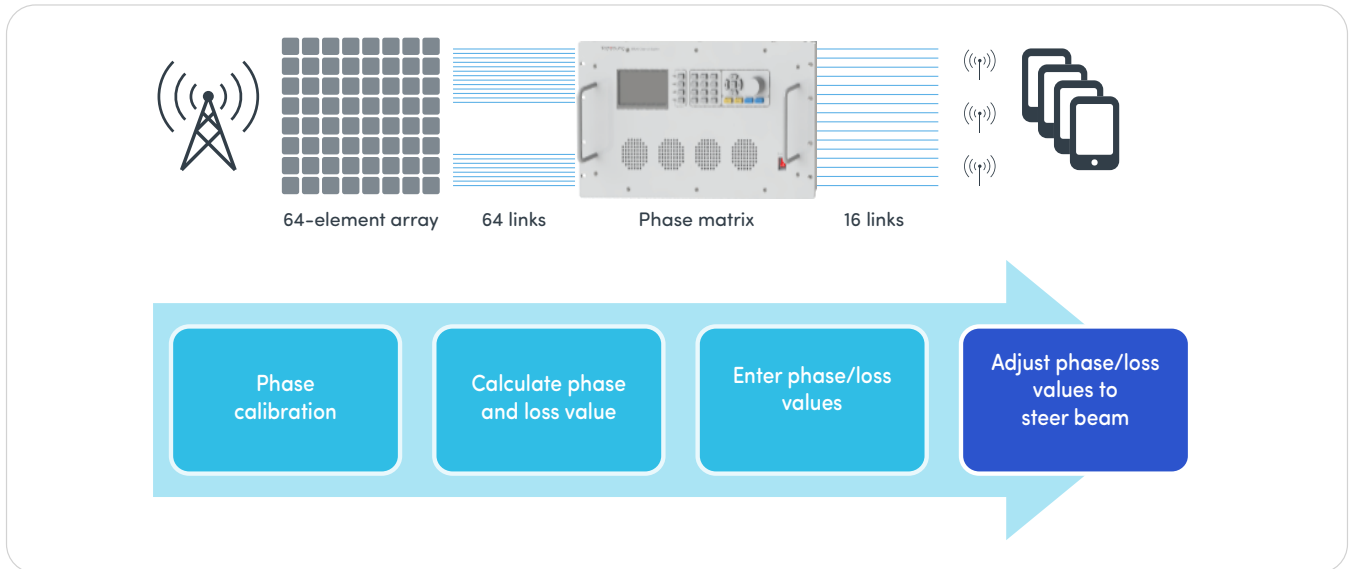 64-element array
64 links
Phase matrix
16 links
Phase
calibration
Calculate phase
and loss value
Enter phase/loss
values
Adjust phase/loss
values to
steer beam